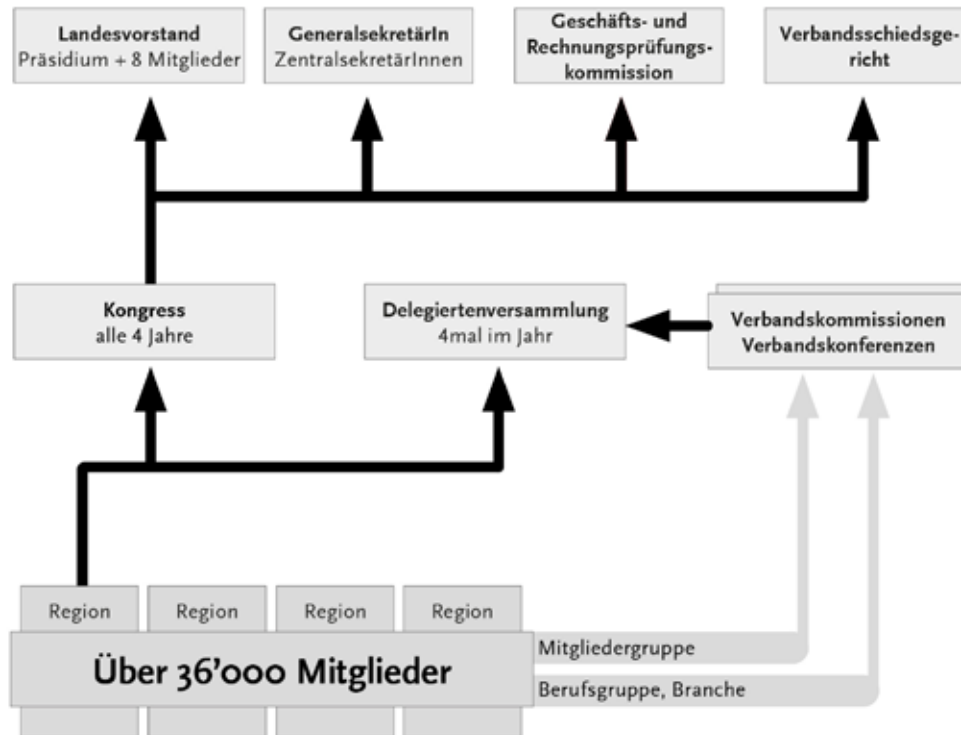 Landesvorstand
Präsidium + 8 Mitglieder
GeneralsekretärIn
ZentralsekretärInnen
Geschäfts- und
Rechnungsprüfungs-
kommission
Verbandsschiedsge-
richt
Kongress
alle 4 Jahre
Delegiertenversammlung
4mal im Jahr
Verbandskommissionen
Verbandskonferenzen
Region
Region
Region
Region
Über 36’000 Mitglieder
Mitgliedergruppe
Berufsgruppe, Branche